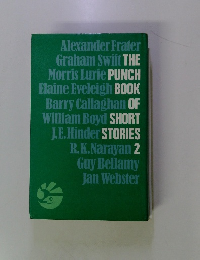 Alexander Frater
Graham Swift THE
Morris Lurie PUNCH
Elaine Eveleigh BOOK
Barry Callaghan OF
William Boyd SHORT
J.E. Hinder STORIES
R.K. Narayan 2
Guy Bellamy
Jan Webster